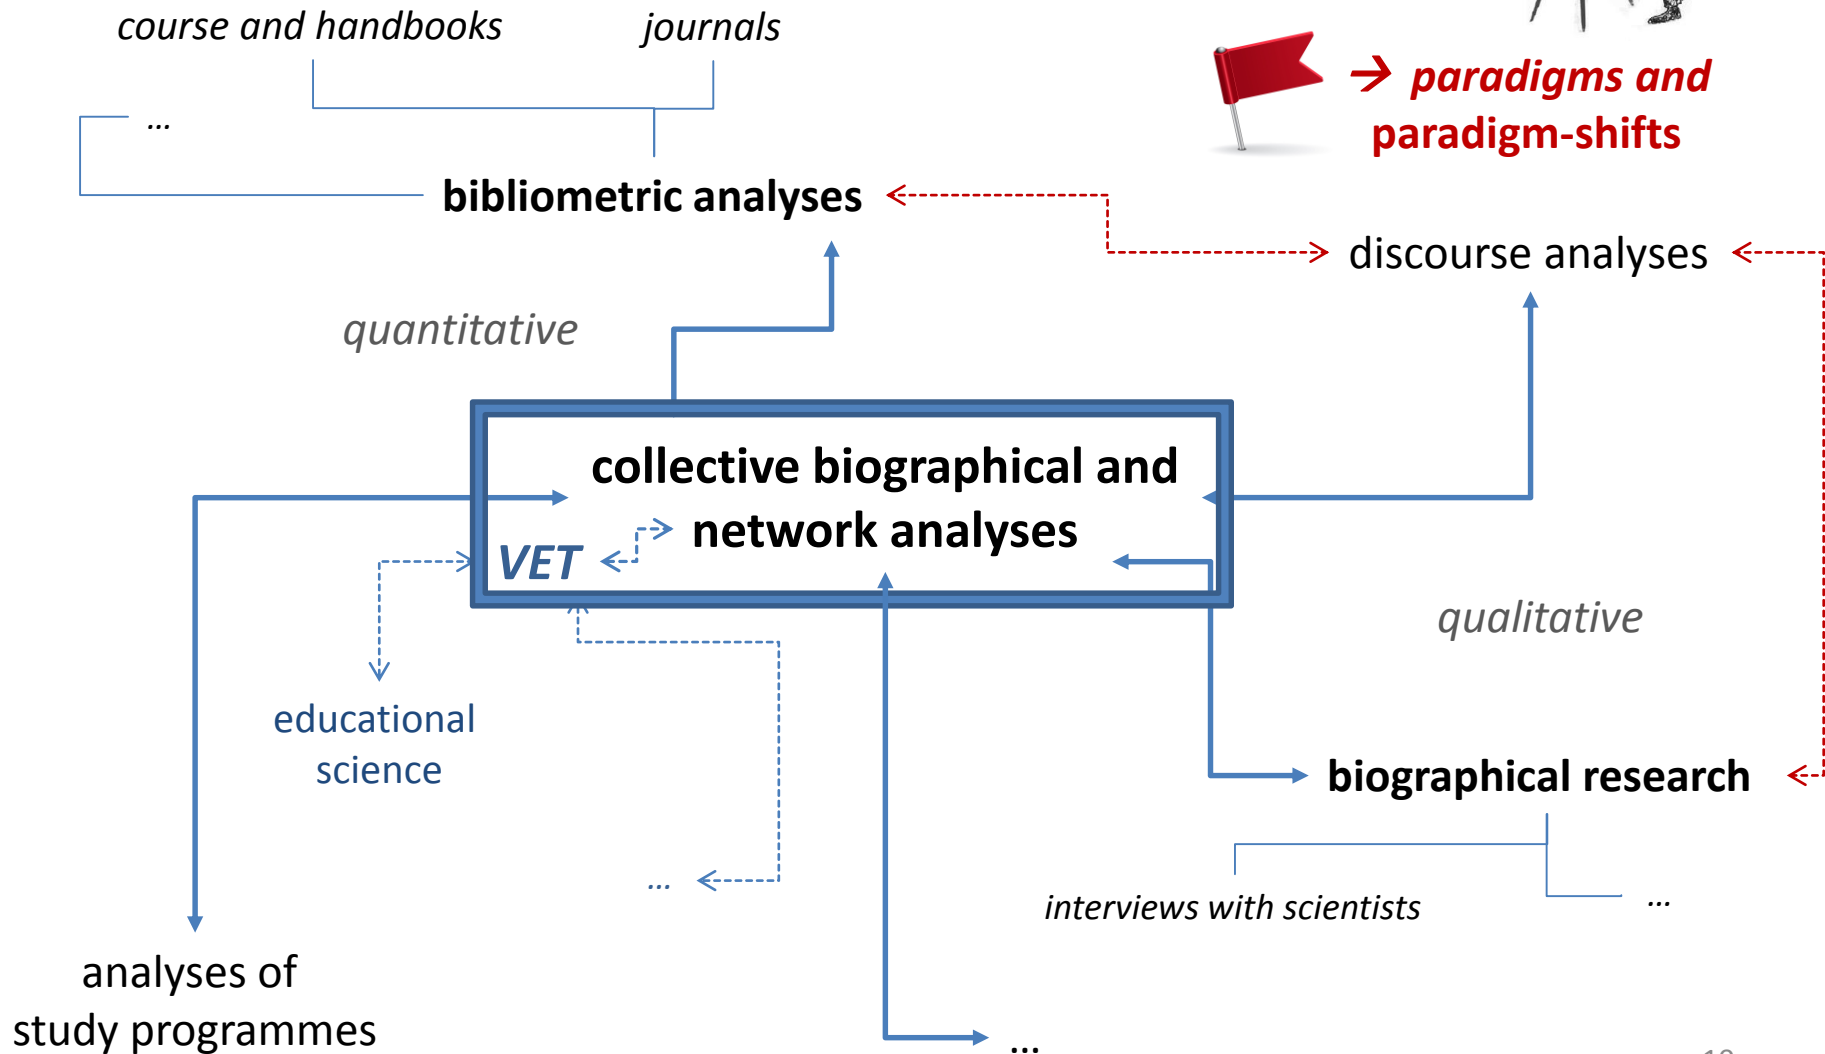 course and handbooks
journals
→ paradigms and
paradigm-shifts
...
bibliometric analyses
discourse analyses
quantitative
collective biographical and
network analyses
VET
qualitative
educational
science
biographical research
...
interviews with scientists
...
analyses of
study programmes
...